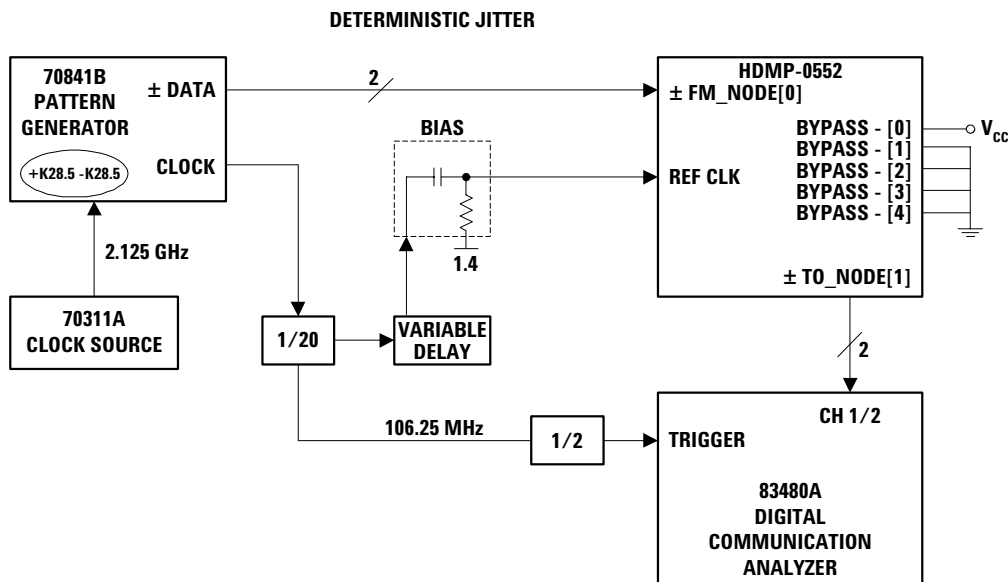 DETERMINISTIC JITTER
70841B
PATTERN
GENERATOR
± DATA
+K28.5 -K28.5
CLOCK
2
HDMP-0552
± FM_NODE[0]
BYPASS - [0]
BYPASS - [1]
BYPASS - [2]
BYPASS - [3]
BYPASS - [4]
VCC
REF CLK
± TO_NODE[1]
BIAS
1.4
2.125 GHz
70311A
CLOCK SOURCE
1/20
VARIABLE
DELAY
2
106.25 MHz
1/2
CH 1/2
TRIGGER
83480A
DIGITAL
COMMUNICATION
ANALYZER